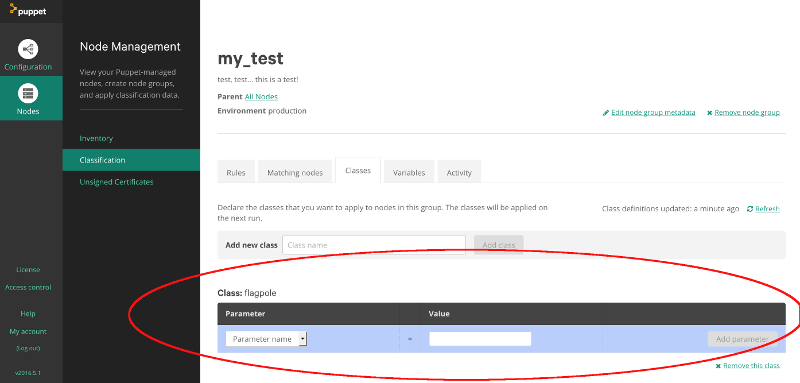 puppet
Configuration
Nodes
License
Access control
Help
My account
(Log out)
v2016.5.1
Node Management
View your Puppet-managed
nodes, create node groups,
and apply classification data.
Inventory
Classification
Unsigned Certificates
my_test
test, test... this is a test!
Parent All Nodes
Environment production
Edit node group metadata
Remove node group
Rules
Matching nodes
Classes
Variables
Activity
Declare the classes that you want to apply to nodes in this group. The classes will be applied on
the next run.
Class definitions updated: a minute ago
Refresh
Add new class
Class name
Add class
Class: flagpole
Parameter
Value
Parameter name
=
Add parameter
Remove this class